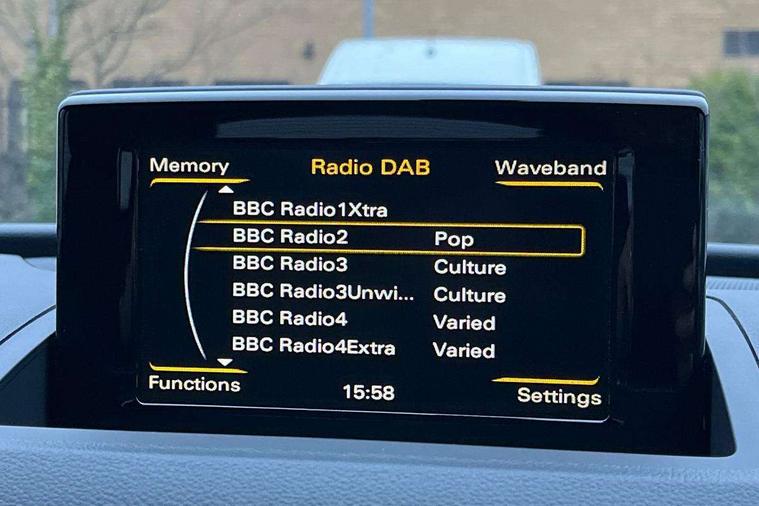 Memory Radio DAB Waveband
BBC Radio1Xtra
BBC Radio2 Pop
BBC Radio3 Culture
BBC Radio3Unwi... Culture
BBC Radio4 Varied
BBC Radio4Extra Varied
Functions 15:58 Settings